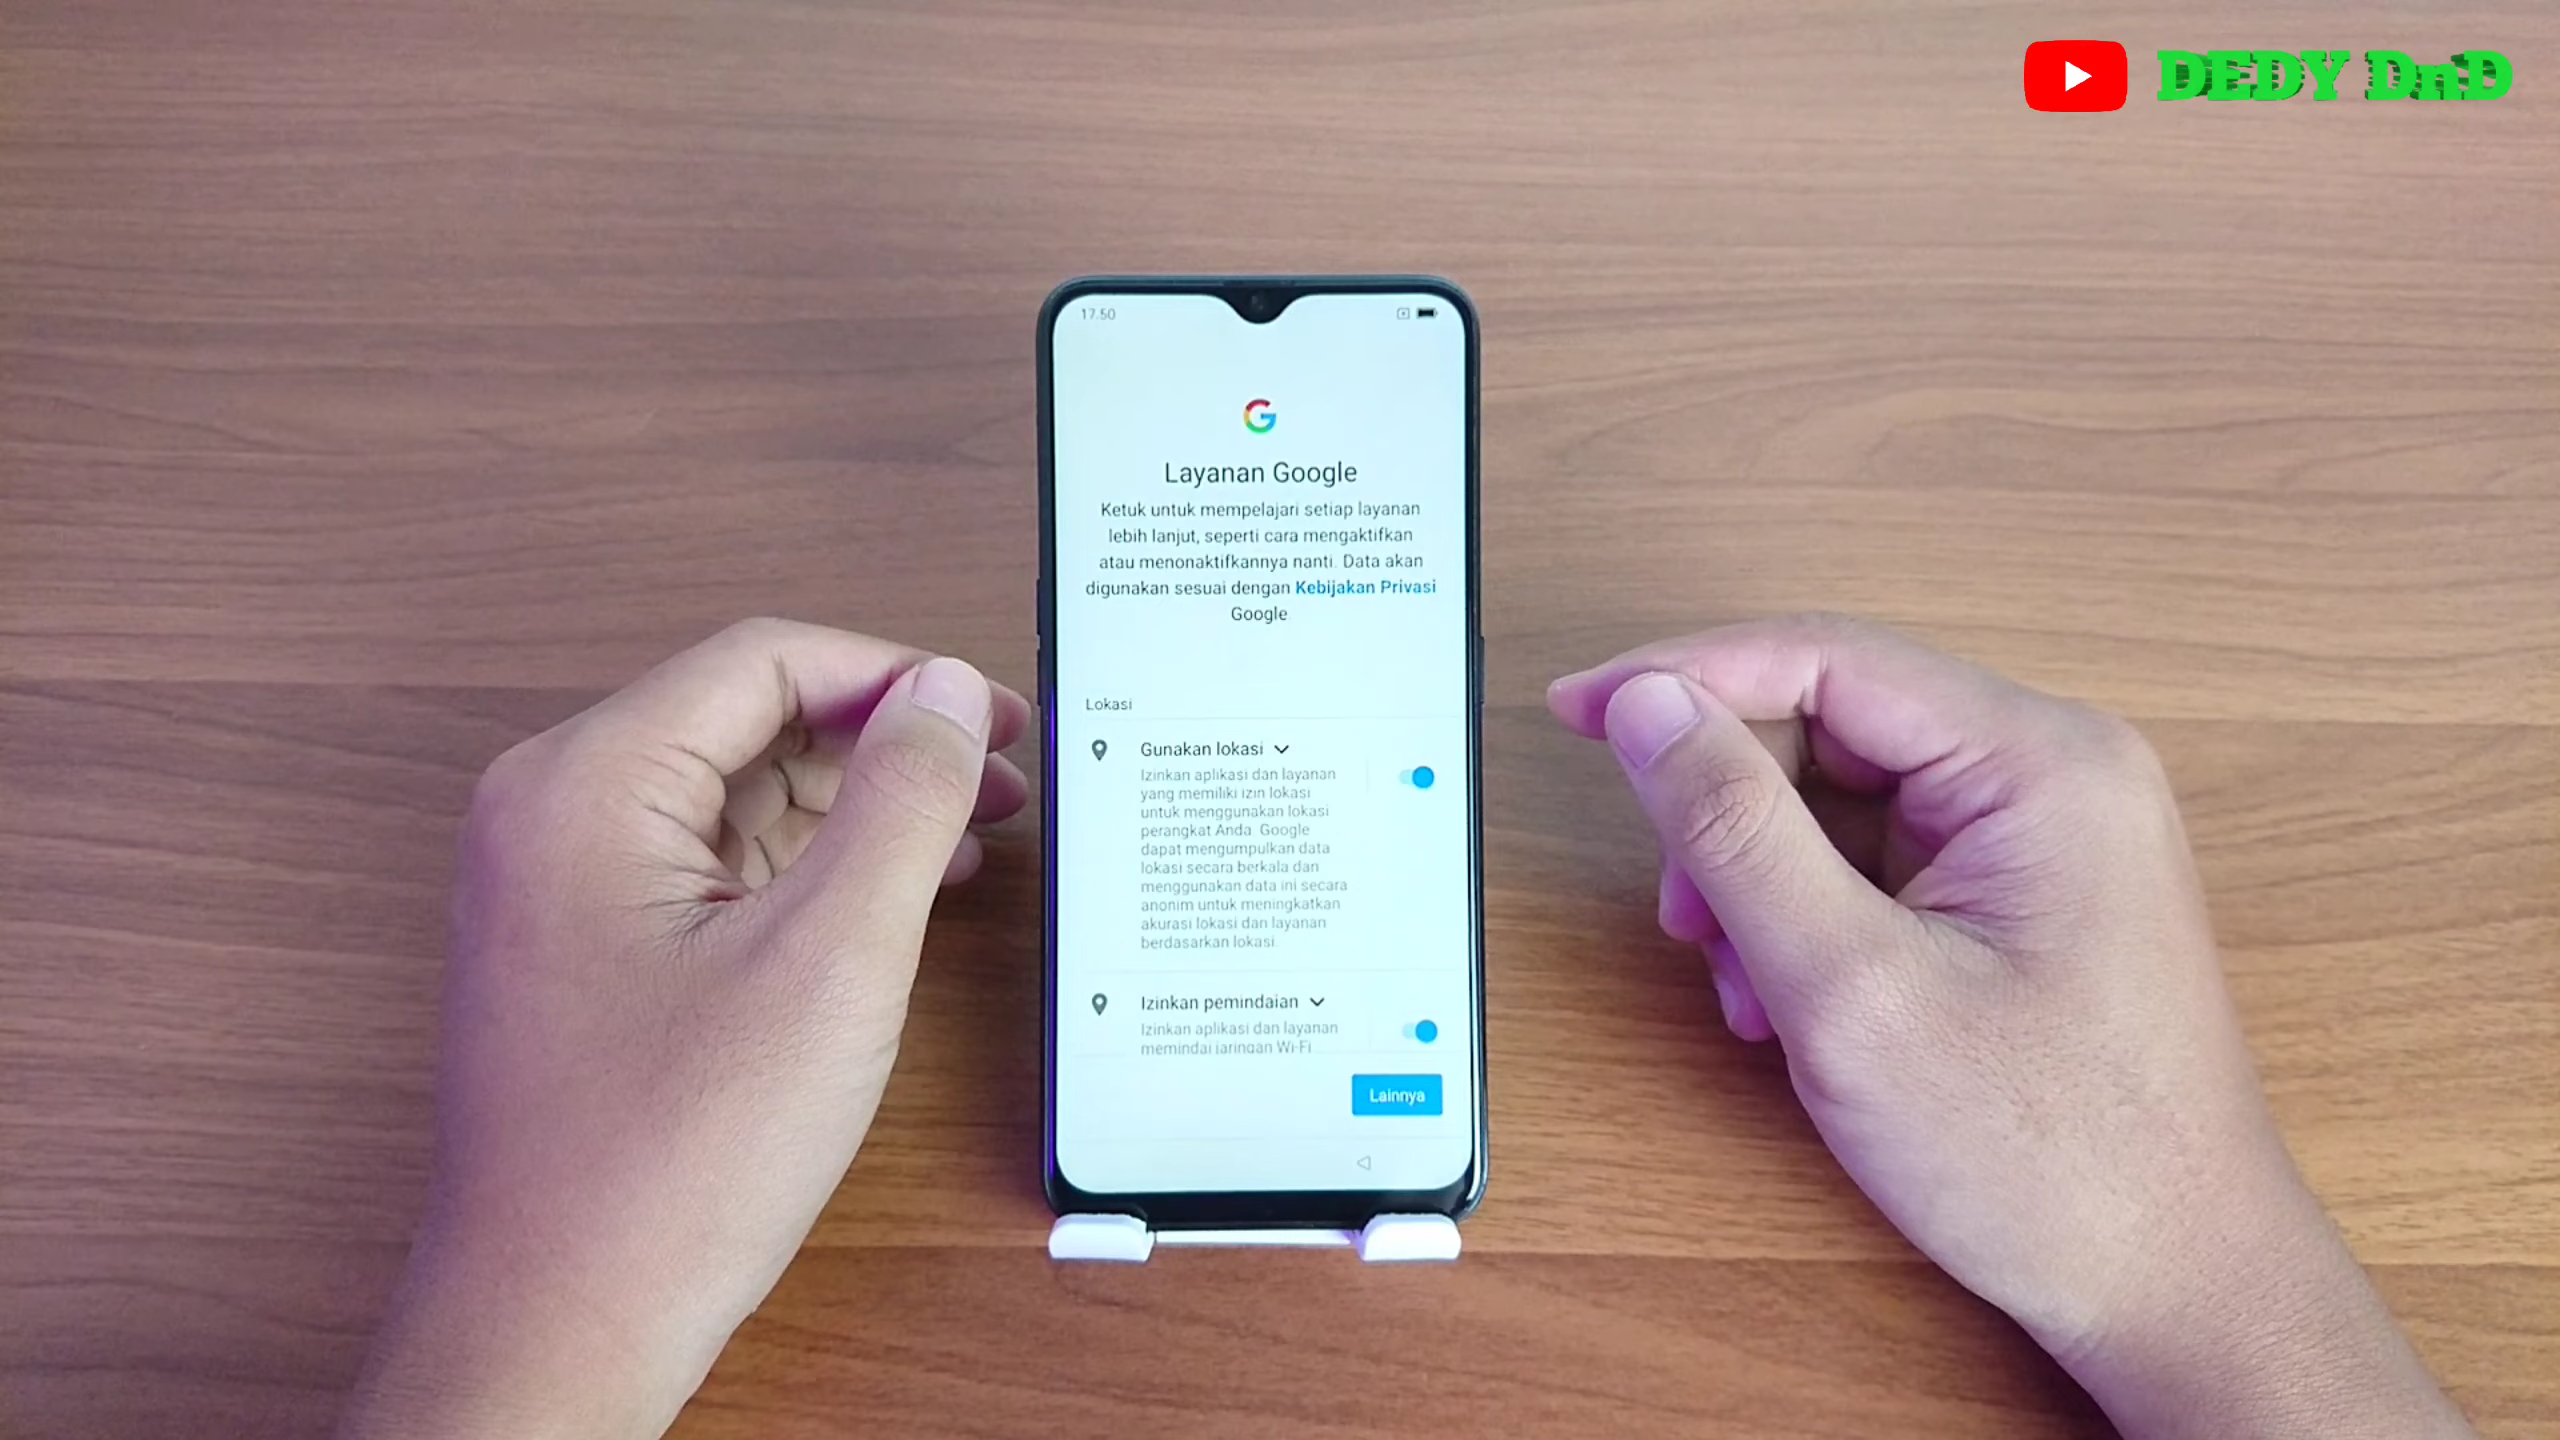 DEDY DnD
17.50
Layanan Google
Ketuk untuk mempelajari setiap layanan
lebih lanjut, seperti cara mengaktifkan
atau menonaktifkannya nanti. Data akan
digunakan sesuai dengan Kebijakan Privasi
Google.
Lokasi
Gunakan lokasi
Izinkan aplikasi dan layanan
yang memiliki izin lokasi
untuk menggunakan lokasi
perangkat Anda. Google
dapat mengumpulkan data
lokasi secara berkala dan
menggunakan data ini secara
anonim untuk meningkatkan
akurasi lokasi dan layanan
berdasarkan lokasi.
Izinkan pemindaian
Izinkan aplikasi dan layanan
memindai jaringan Wi-Fi
Lainnya